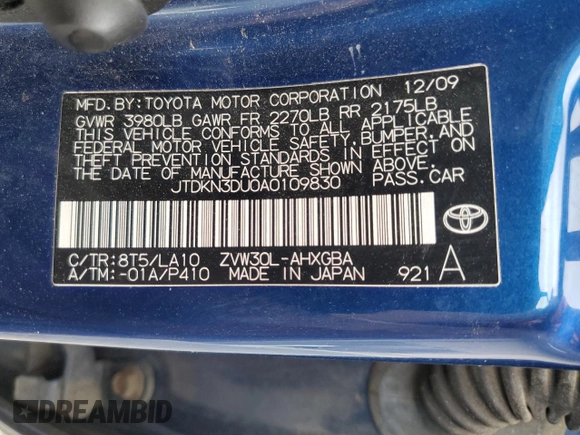 MFD. BY: TOYOTA MOTOR CORPORATION 12/09
GVWR 3980LB GAWR FR 2270LB RR 2175LB
THIS VEHICLE CONFORMS TO ALL APPLICABLE
FEDERAL MOTOR VEHICLE SAFETY, BUMPER, AND
THEFT PREVENTION STANDARDS IN EFFECT ON
THE DATE OF MANUFACTURE SHOWN ABOVE.
JTDKN3DU0A0109830 PASS. CAR
TOYOTA
C/TR: 8T5/LA10 ZVW30L-AHXGBA
A/TM: -01A/P410 MADE IN JAPAN 921 A
DREAMBID